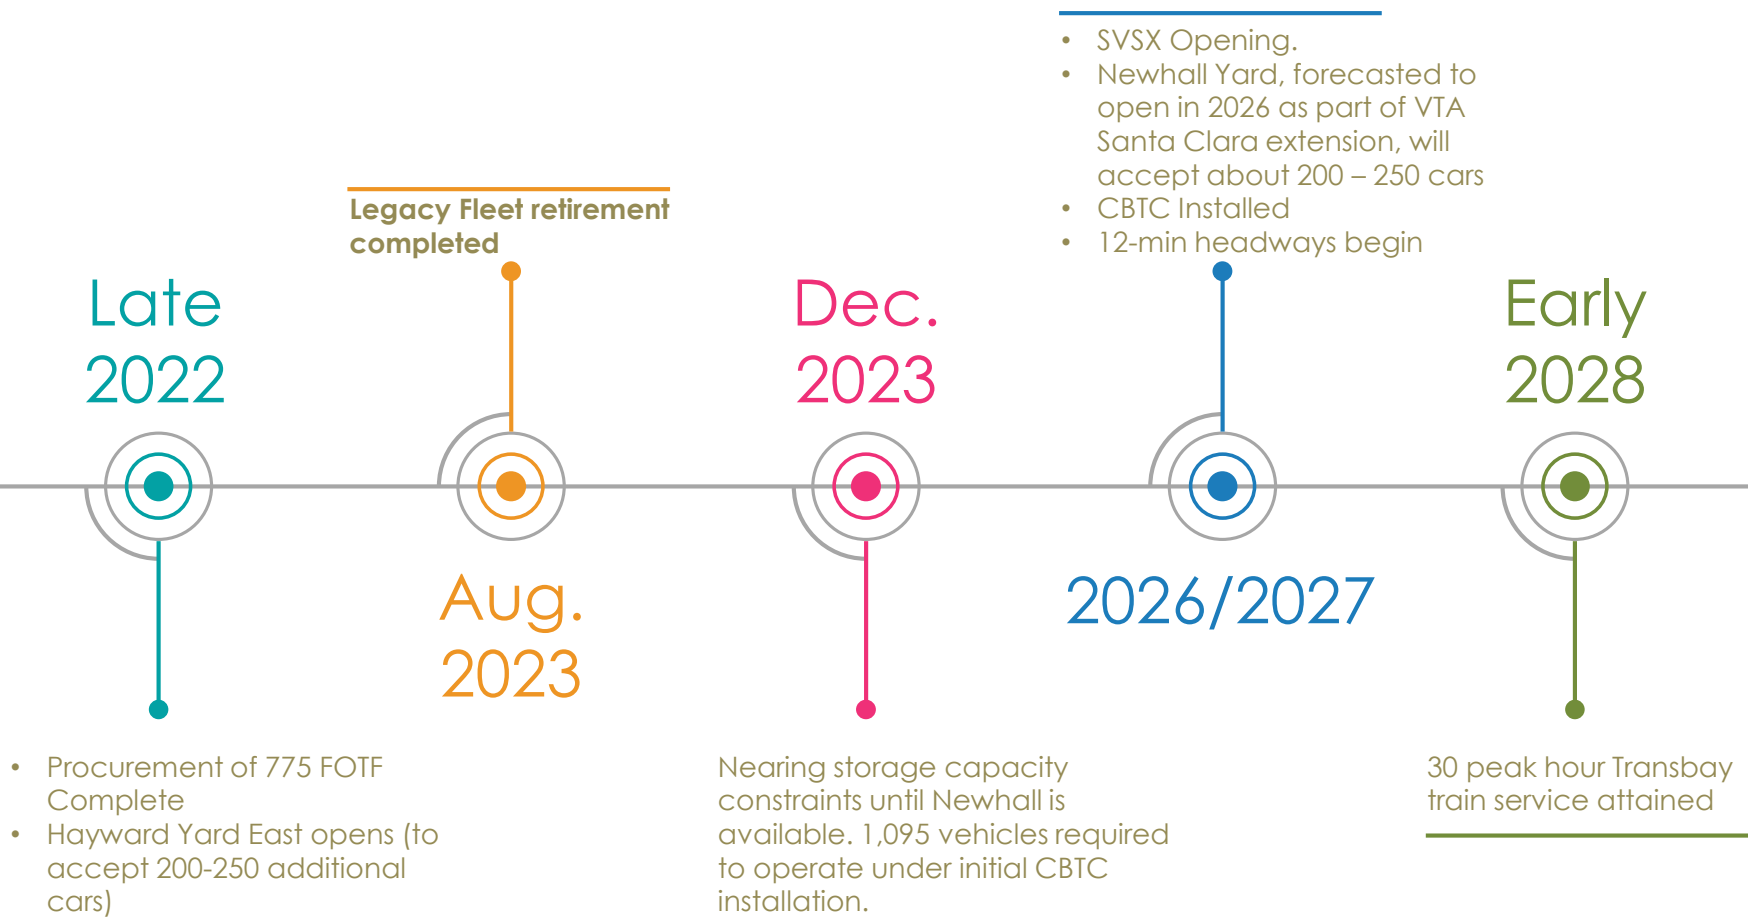 Late
2022
• Procurement of 775 FOTF
Complete
• Hayward Yard East opens (to
accept 200-250 additional
cars)
Legacy Fleet retirement
completed
Aug.
2023
Dec.
2023
Nearing storage capacity
constraints until Newhall is
available. 1,095 vehicles required
to operate under initial CBTC
installation.
• SVSX Opening.
• Newhall Yard, forecasted to
open in 2026 as part of VTA
Santa Clara extension, will
accept about 200 – 250 cars
• CBTC Installed
• 12-min headways begin
2026/2027
Early
2028
30 peak hour Transbay
train service attained